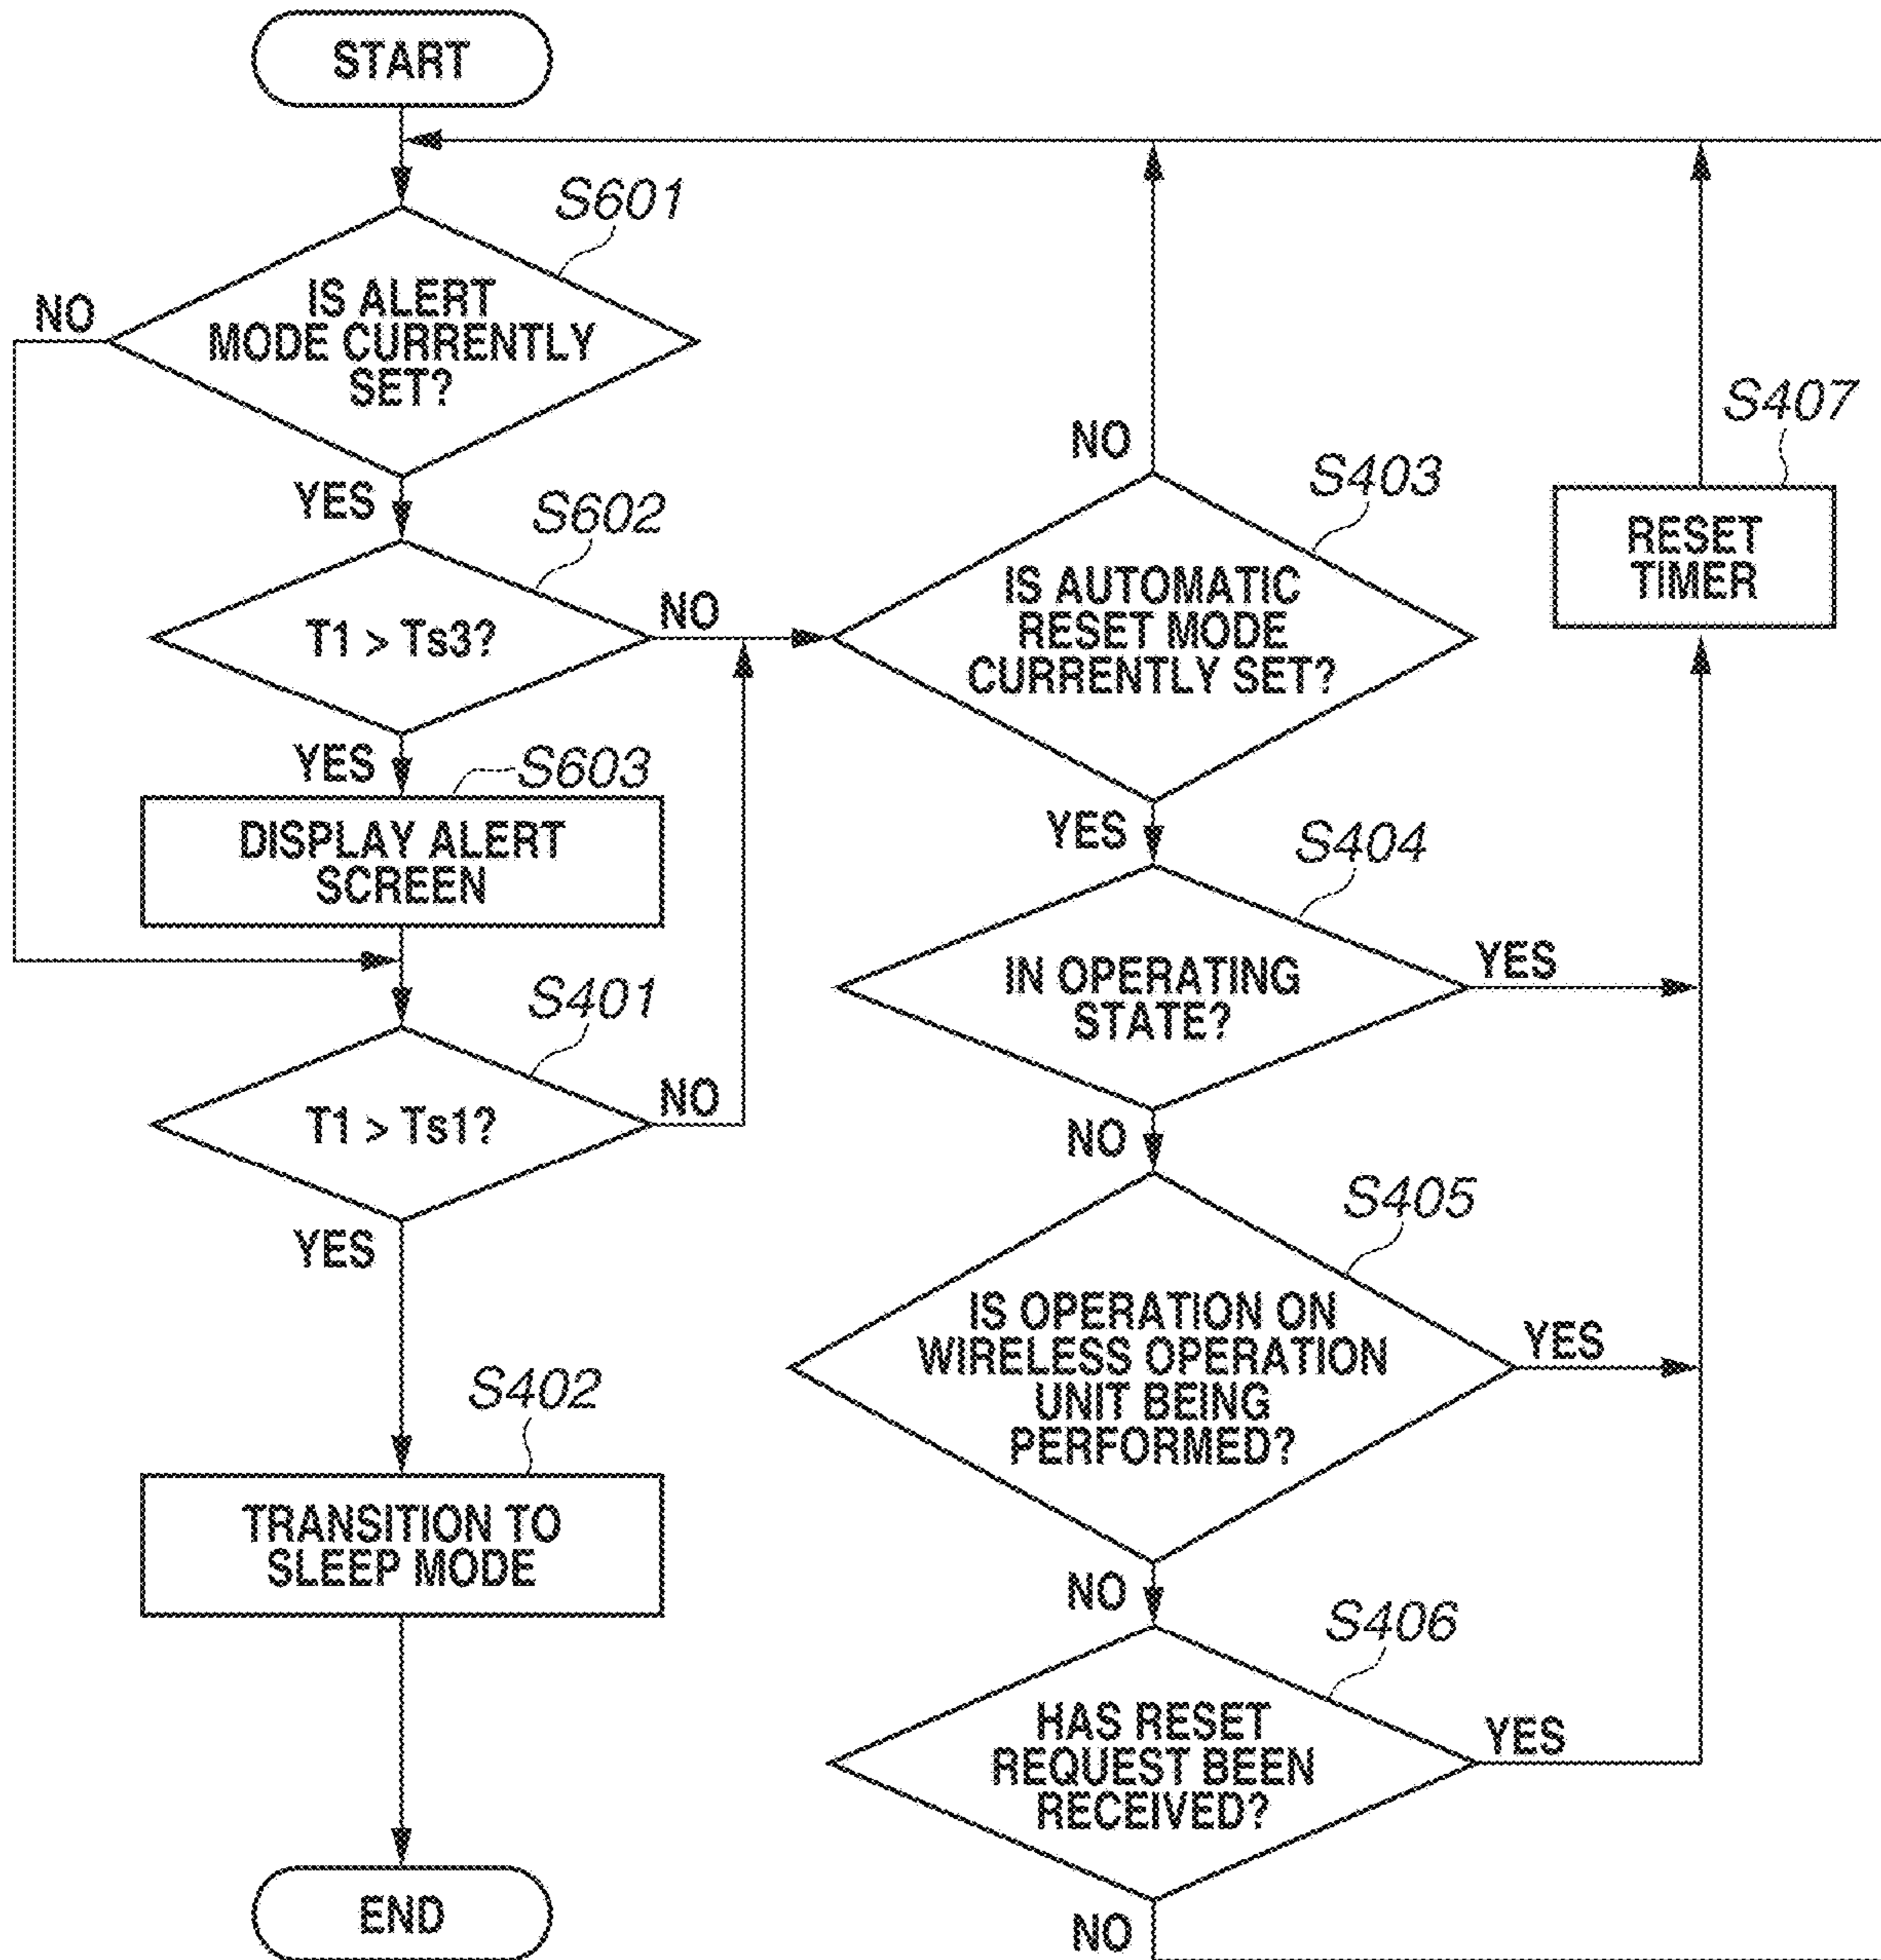 START
S601
NO
IS ALERT
MODE CURRENTLY
SET?
YES
S602
T1 > Ts3?
NO
YES
S603
DISPLAY ALERT
SCREEN
S401
T1 > Ts1?
NO
YES
S402
TRANSITION TO
SLEEP MODE
END
NO
S403
IS AUTOMATIC
RESET MODE
CURRENTLY SET?
YES
S404
IN OPERATING
STATE?
YES
NO
S405
IS OPERATION ON
WIRELESS OPERATION
UNIT BEING
PERFORMED?
YES
NO
S406
HAS RESET
REQUEST BEEN
RECEIVED?
YES
NO
S407
RESET
TIMER